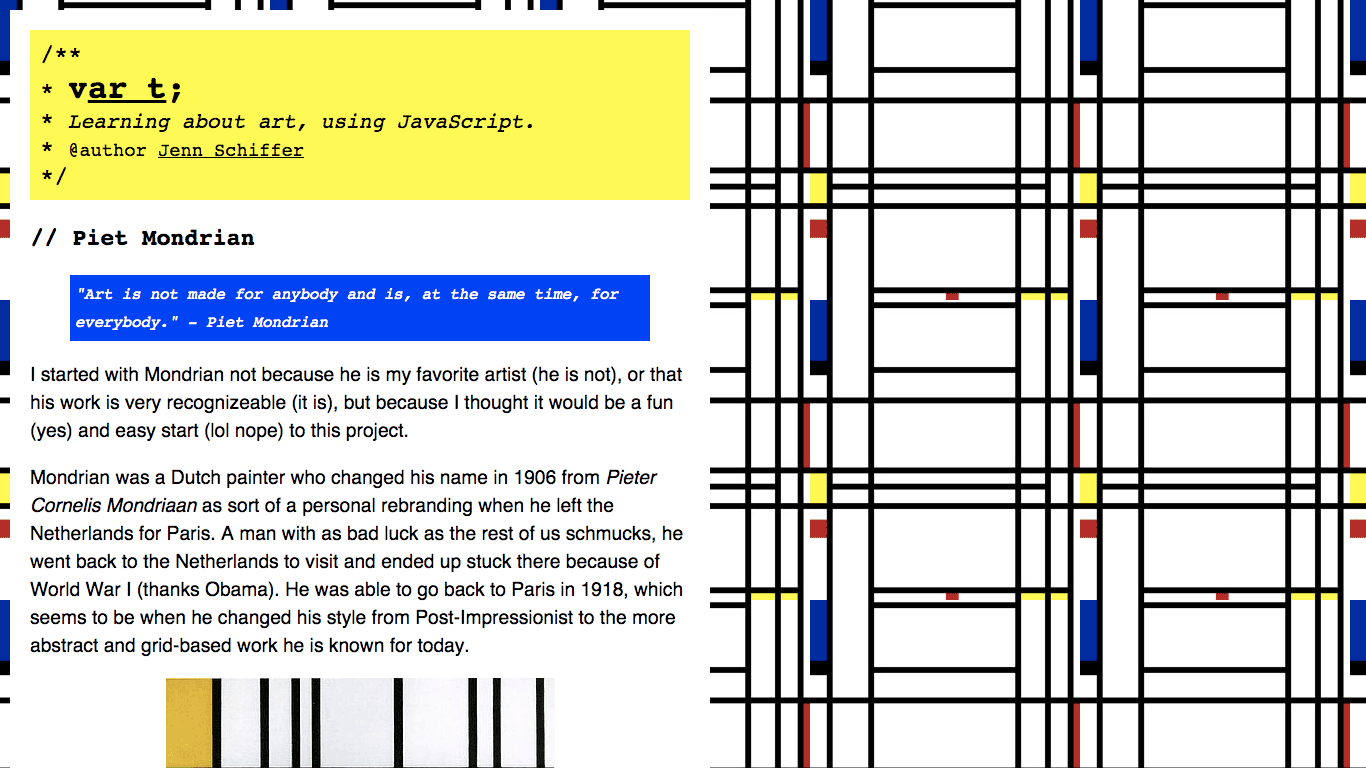 /**
* var t;
* Learning about art, using JavaScript.
* @author Jenn Schiffer
*/
// Piet Mondrian
"Art is not made for anybody and is, at the same time, for
everybody." – Piet Mondrian
I started with Mondrian not because he is my favorite artist (he is not), or that
his work is very recognizeable (it is), but because I thought it would be a fun
(yes) and easy start (lol nope) to this project.
Mondrian was a Dutch painter who changed his name in 1906 from Pieter
Cornelis Mondriaan as sort of a personal rebranding when he left the
Netherlands for Paris. A man with as bad luck as the rest of us schmucks, he
went back to the Netherlands to visit and ended up stuck there because of
World War I (thanks Obama). He was able to go back to Paris in 1918, which
seems to be when he changed his style from Post-Impressionist to the more
abstract and grid-based work he is known for today.